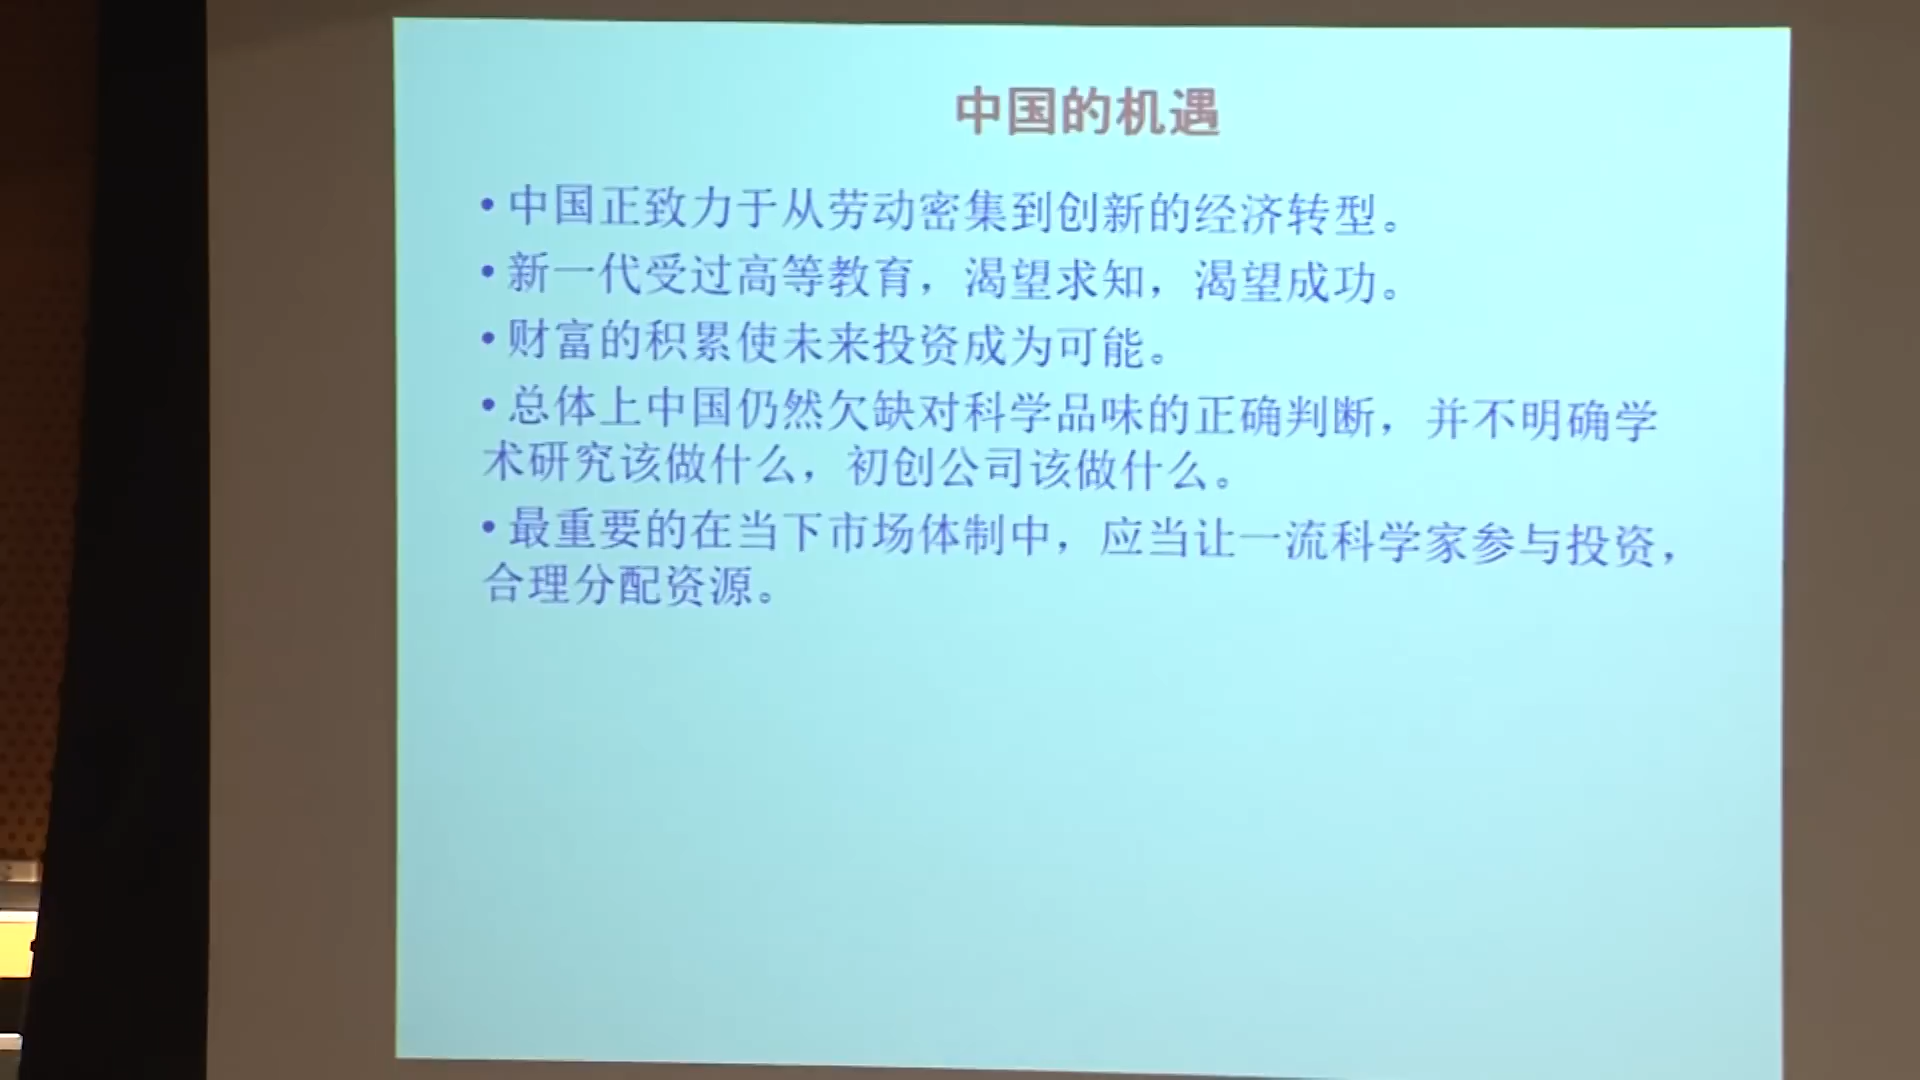 中国的机遇
• 中国正致力于从劳动密集到创新的经济转型。
• 新一代受过高等教育，渴望求知，渴望成功。
• 财富的积累使未来投资成为可能。
• 总体上中国仍然欠缺对科学品味的正确判断，并不明确学
术研究该做什么，初创公司该做什么。
• 最重要的在当下市场体制中，应当让一流科学家参与投资，
合理分配资源。